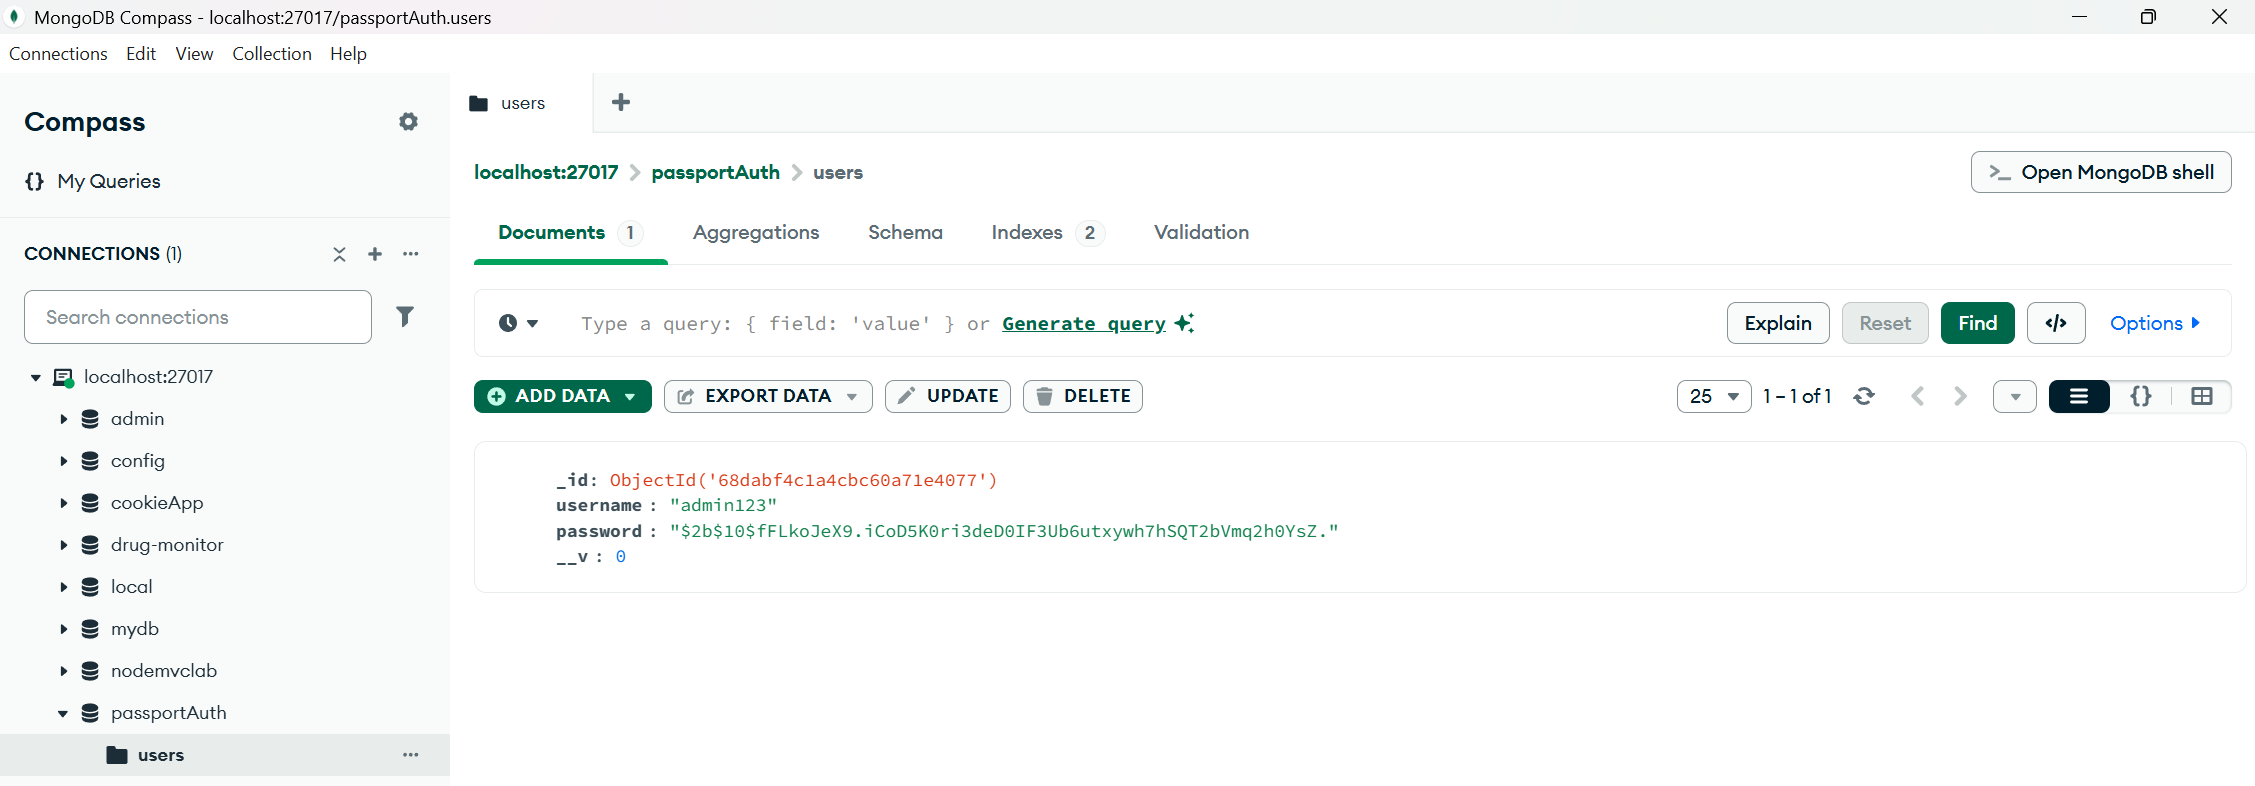 MongoDB Compass - localhost:27017/passportAuth.users
Connections Edit View Collection Help
Compass
{} My Queries
CONNECTIONS (1)
Search connections
localhost:27017
admin
config
cookieApp
drug-monitor
local
mydb
nodemvclab
passportAuth
users
users
localhost:27017 > passportAuth > users
>_ Open MongoDB shell
Documents 1 Aggregations Schema Indexes 2 Validation
Type a query: { field: 'value' } or Generate query
Explain Reset Find </> Options
ADD DATA EXPORT DATA UPDATE DELETE
25 1 – 1 of 1 {}
_id: ObjectId('68dabf4c1a4cbc60a71e4077')
username : "admin123"
password : "$2b$10$fFLkoJeX9.iCoD5K0ri3deD0IF3Ub6utxywh7hSQT2bVmq2h0YsZ."
__v : 0